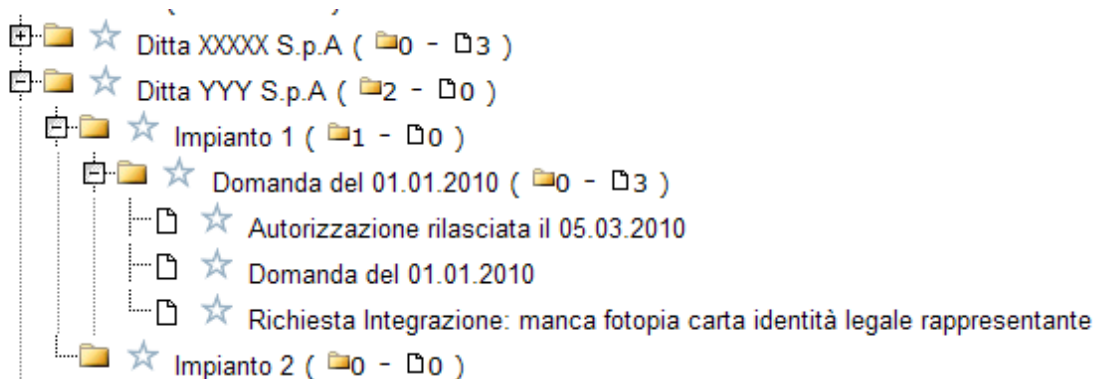 Ditta XXXXX S.p.A ( 0 - 3 )
Ditta YYY S.p.A ( 2 - 0 )
Impianto 1 ( 1 - 0 )
Domanda del 01.01.2010 ( 0 - 3 )
Autorizzazione rilasciata il 05.03.2010
Domanda del 01.01.2010
Richiesta Integrazione: manca fotopia carta identità legale rappresentante
Impianto 2 ( 0 - 0 )